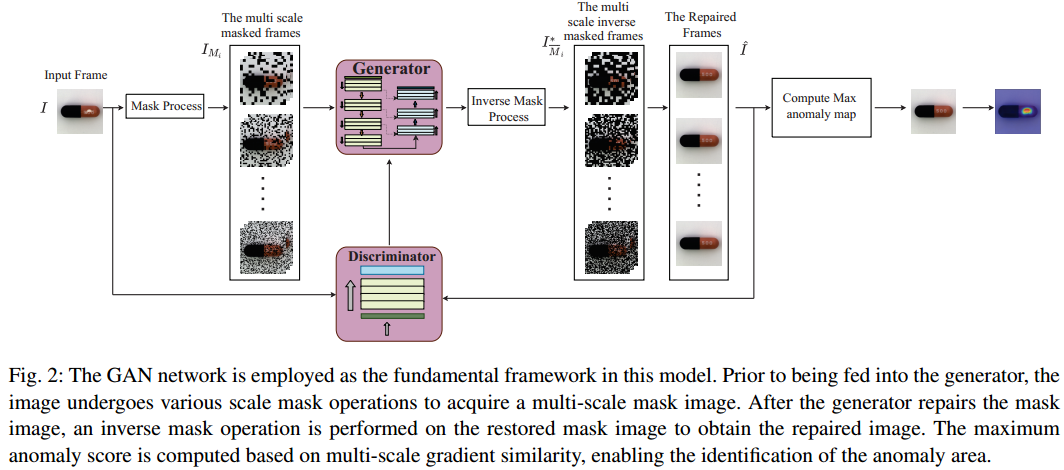 The multi scale
masked frames
The multi
scale inverse
masked frames
The Repaired
Frames
I_{M_i}
I^*_{\overline{M}_i}
Î
Input Frame
I
Mask Process
Generator
Inverse Mask
Process
Compute Max
anomaly map
Discriminator
Fig. 2: The GAN network is employed as the fundamental framework in this model. Prior to being fed into the generator, the
image undergoes various scale mask operations to acquire a multi-scale mask image. After the generator repairs the mask
image, an inverse mask operation is performed on the restored mask image to obtain the repaired image. The maximum
anomaly score is computed based on multi-scale gradient similarity, enabling the identification of the anomaly area.